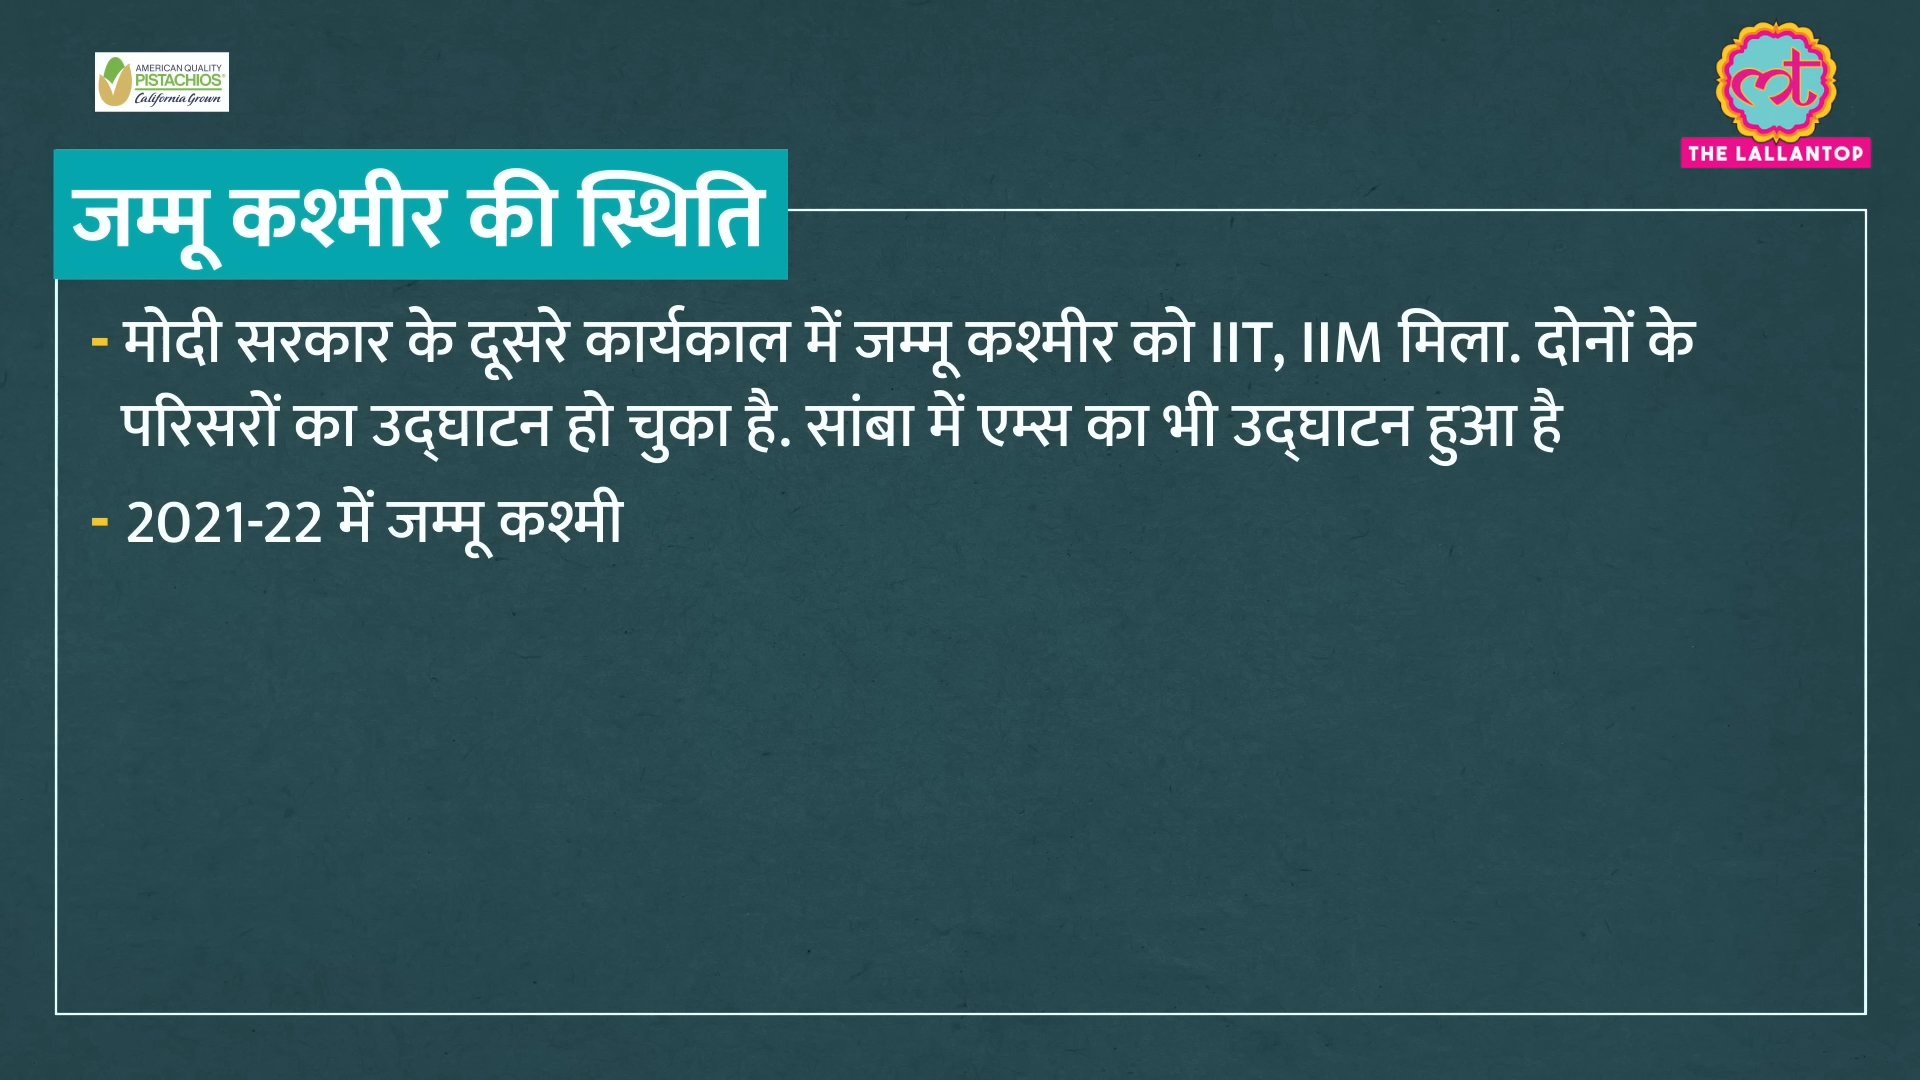 AMERICAN QUALITY
PISTACHIOS
California Grown
लT
THE LALLANTOP
जम्मू कश्मीर की स्थिति
- मोदी सरकार के दूसरे कार्यकाल में जम्मू कश्मीर को IIT, IIM मिला. दोनों के
परिसरों का उद्घाटन हो चुका है. सांबा में एम्स का भी उद्घाटन हुआ है
- 2021-22 में जम्मू कश्मी